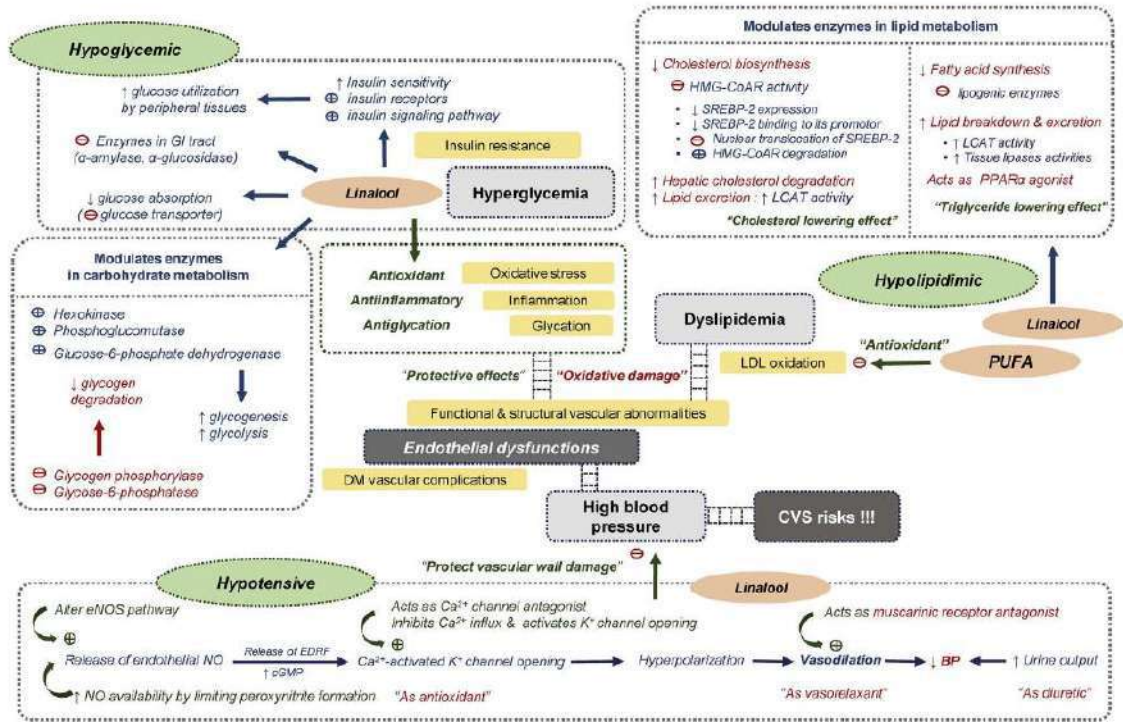 Hypoglycemic
↑ glucose utilization
by peripheral tissues
↑ Insulin sensitivity
⊕ insulin receptors
⊕ insulin signaling pathway
⊖ Enzymes in GI tract
(α-amylase, α-glucosidase)
Insulin resistance
Linalool
Hyperglycemia
↓ glucose absorption
(⊖ glucose transporter)
Modulates enzymes
in carbohydrate metabolism
⊕ Hexokinase
⊕ Phosphoglucomutase
⊕ Glucose-6-phosphate dehydrogenase
↓ glycogen
degradation
↑ glycogenesis
↑ glycolysis
⊖ Glycogen phosphorylase
⊖ Glycose-6-phosphatase
Antioxidant
Oxidative stress
Antiinflammatory
Inflammation
Antiglycation
Glycation
Modulates enzymes in lipid metabolism
↓ Cholesterol biosynthesis
⊖ HMG-CoAR activity
• ↓ SREBP-2 expression
• ↓ SREBP-2 binding to its promotor
• ⊖ Nuclear translocation of SREBP-2
• ⊕ HMG-CoAR degradation
↑ Hepatic cholesterol degradation
↑ Lipid excretion : ↑ LCAT activity
"Cholesterol lowering effect"
↓ Fatty acid synthesis
⊖ lipogenic enzymes
↑ Lipid breakdown & excretion
• ↑ LCAT activity
• ↑ Tissue lipases activities
Acts as PPARα agonist
"Triglyceride lowering effect"
Hypolipidimic
Linalool
Dyslipidemia
"Antioxidant"
LDL oxidation
⊖
PUFA
"Protective effects"
"Oxidative damage"
Functional & structural vascular abnormalities
Endothelial dysfunctions
DM vascular complications
High blood
pressure
CVS risks !!!
⊖
"Protect vascular wall damage"
Hypotensive
Linalool
Alter eNOS pathway
⊕
Acts as Ca²⁺ channel antagonist
Inhibits Ca²⁺ influx & activates K⁺ channel opening
⊕
Acts as muscarinic receptor antagonist
⊖
Release of endothelial NO
Release of EDRF
↑ cGMP
Ca²⁺-activated K⁺ channel opening
Hyperpolarization
Vasodilation
↓ BP
↑ Urine output
↑ NO availability by limiting peroxynitrite formation
"As antioxidant"
"As vasorelaxant"
"As diuretic"